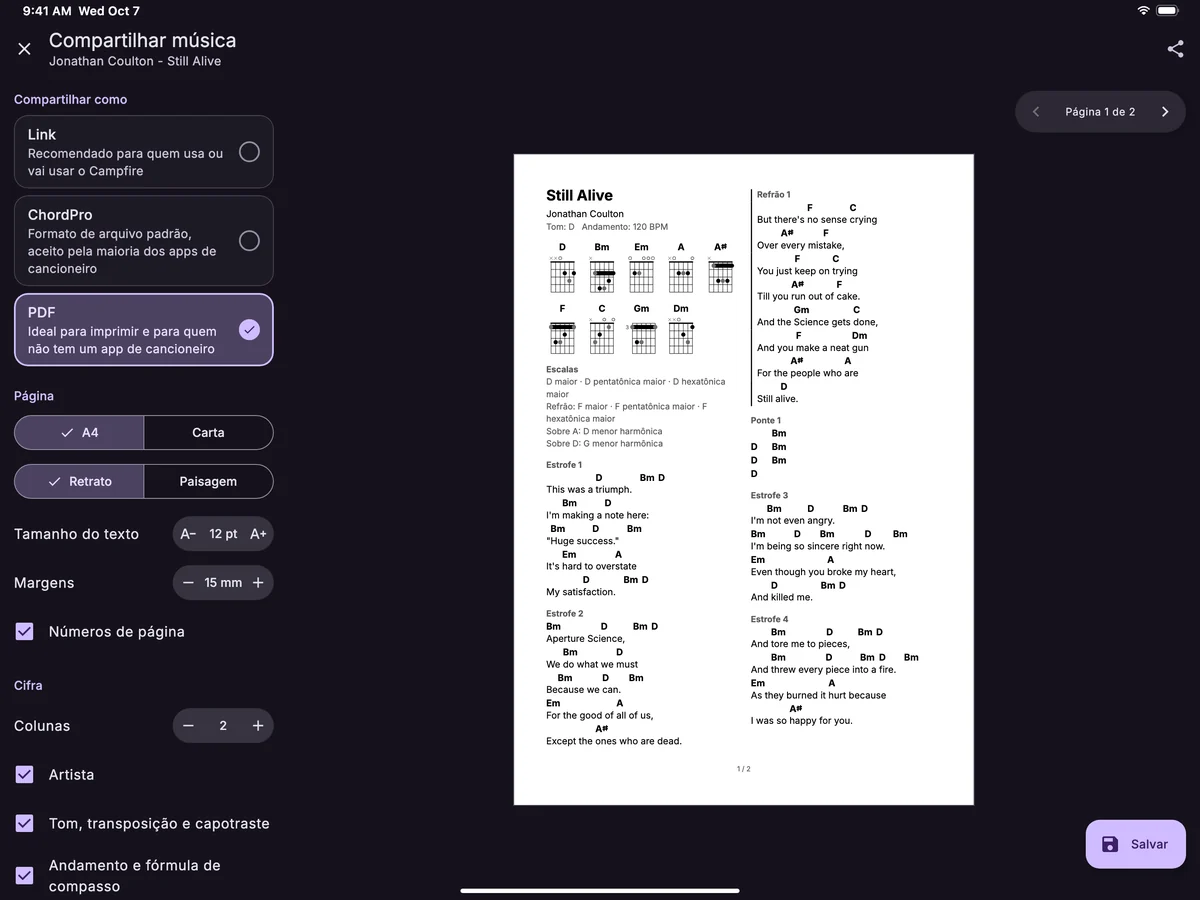 9:41 AM Wed Oct 7
Compartilhar música
Jonathan Coulton - Still Alive
Compartilhar como
Link
Recomendado para quem usa ou
vai usar o Campfire
ChordPro
Formato de arquivo padrão,
aceito pela maioria dos apps de
cancioneiro
PDF
Ideal para imprimir e para quem
não tem um app de cancioneiro
Página
A4 Carta
Retrato Paisagem
Tamanho do texto A− 12 pt A+
Margens − 15 mm +
Números de página
Cifra
Colunas − 2 +
Artista
Tom, transposição e capotraste
Andamento e fórmula de
compasso
Página 1 de 2
Still Alive
Jonathan Coulton
Tom: D Andamento: 120 BPM
D Bm Em A A#
F C Gm Dm
3
Escalas
D maior · D pentatônica maior · D hexatônica
maior
Refrão: F maior · F pentatônica maior · F
hexatônica maior
Sobre A: D menor harmônica
Sobre D: G menor harmônica
Estrofe 1
D Bm D
This was a triumph.
Bm D
I'm making a note here:
Bm D Bm
"Huge success."
Em A
It's hard to overstate
D Bm D
My satisfaction.
Estrofe 2
Bm D Bm D
Aperture Science,
Bm D
We do what we must
Bm D Bm
Because we can.
Em A
For the good of all of us,
A#
Except the ones who are dead.
Refrão 1
F C
But there's no sense crying
A# F
Over every mistake,
F C
You just keep on trying
A# F
Till you run out of cake.
Gm C
And the Science gets done,
F Dm
And you make a neat gun
A# A
For the people who are
D
Still alive.
Ponte 1
Bm
D Bm
D Bm
D
Estrofe 3
Bm D Bm D
I'm not even angry.
Bm D Bm D Bm
I'm being so sincere right now.
Em A
Even though you broke my heart,
D Bm D
And killed me.
Estrofe 4
Bm D Bm D
And tore me to pieces,
Bm D Bm D Bm
And threw every piece into a fire.
Em A
As they burned it hurt because
A#
I was so happy for you.
1 / 2
Salvar